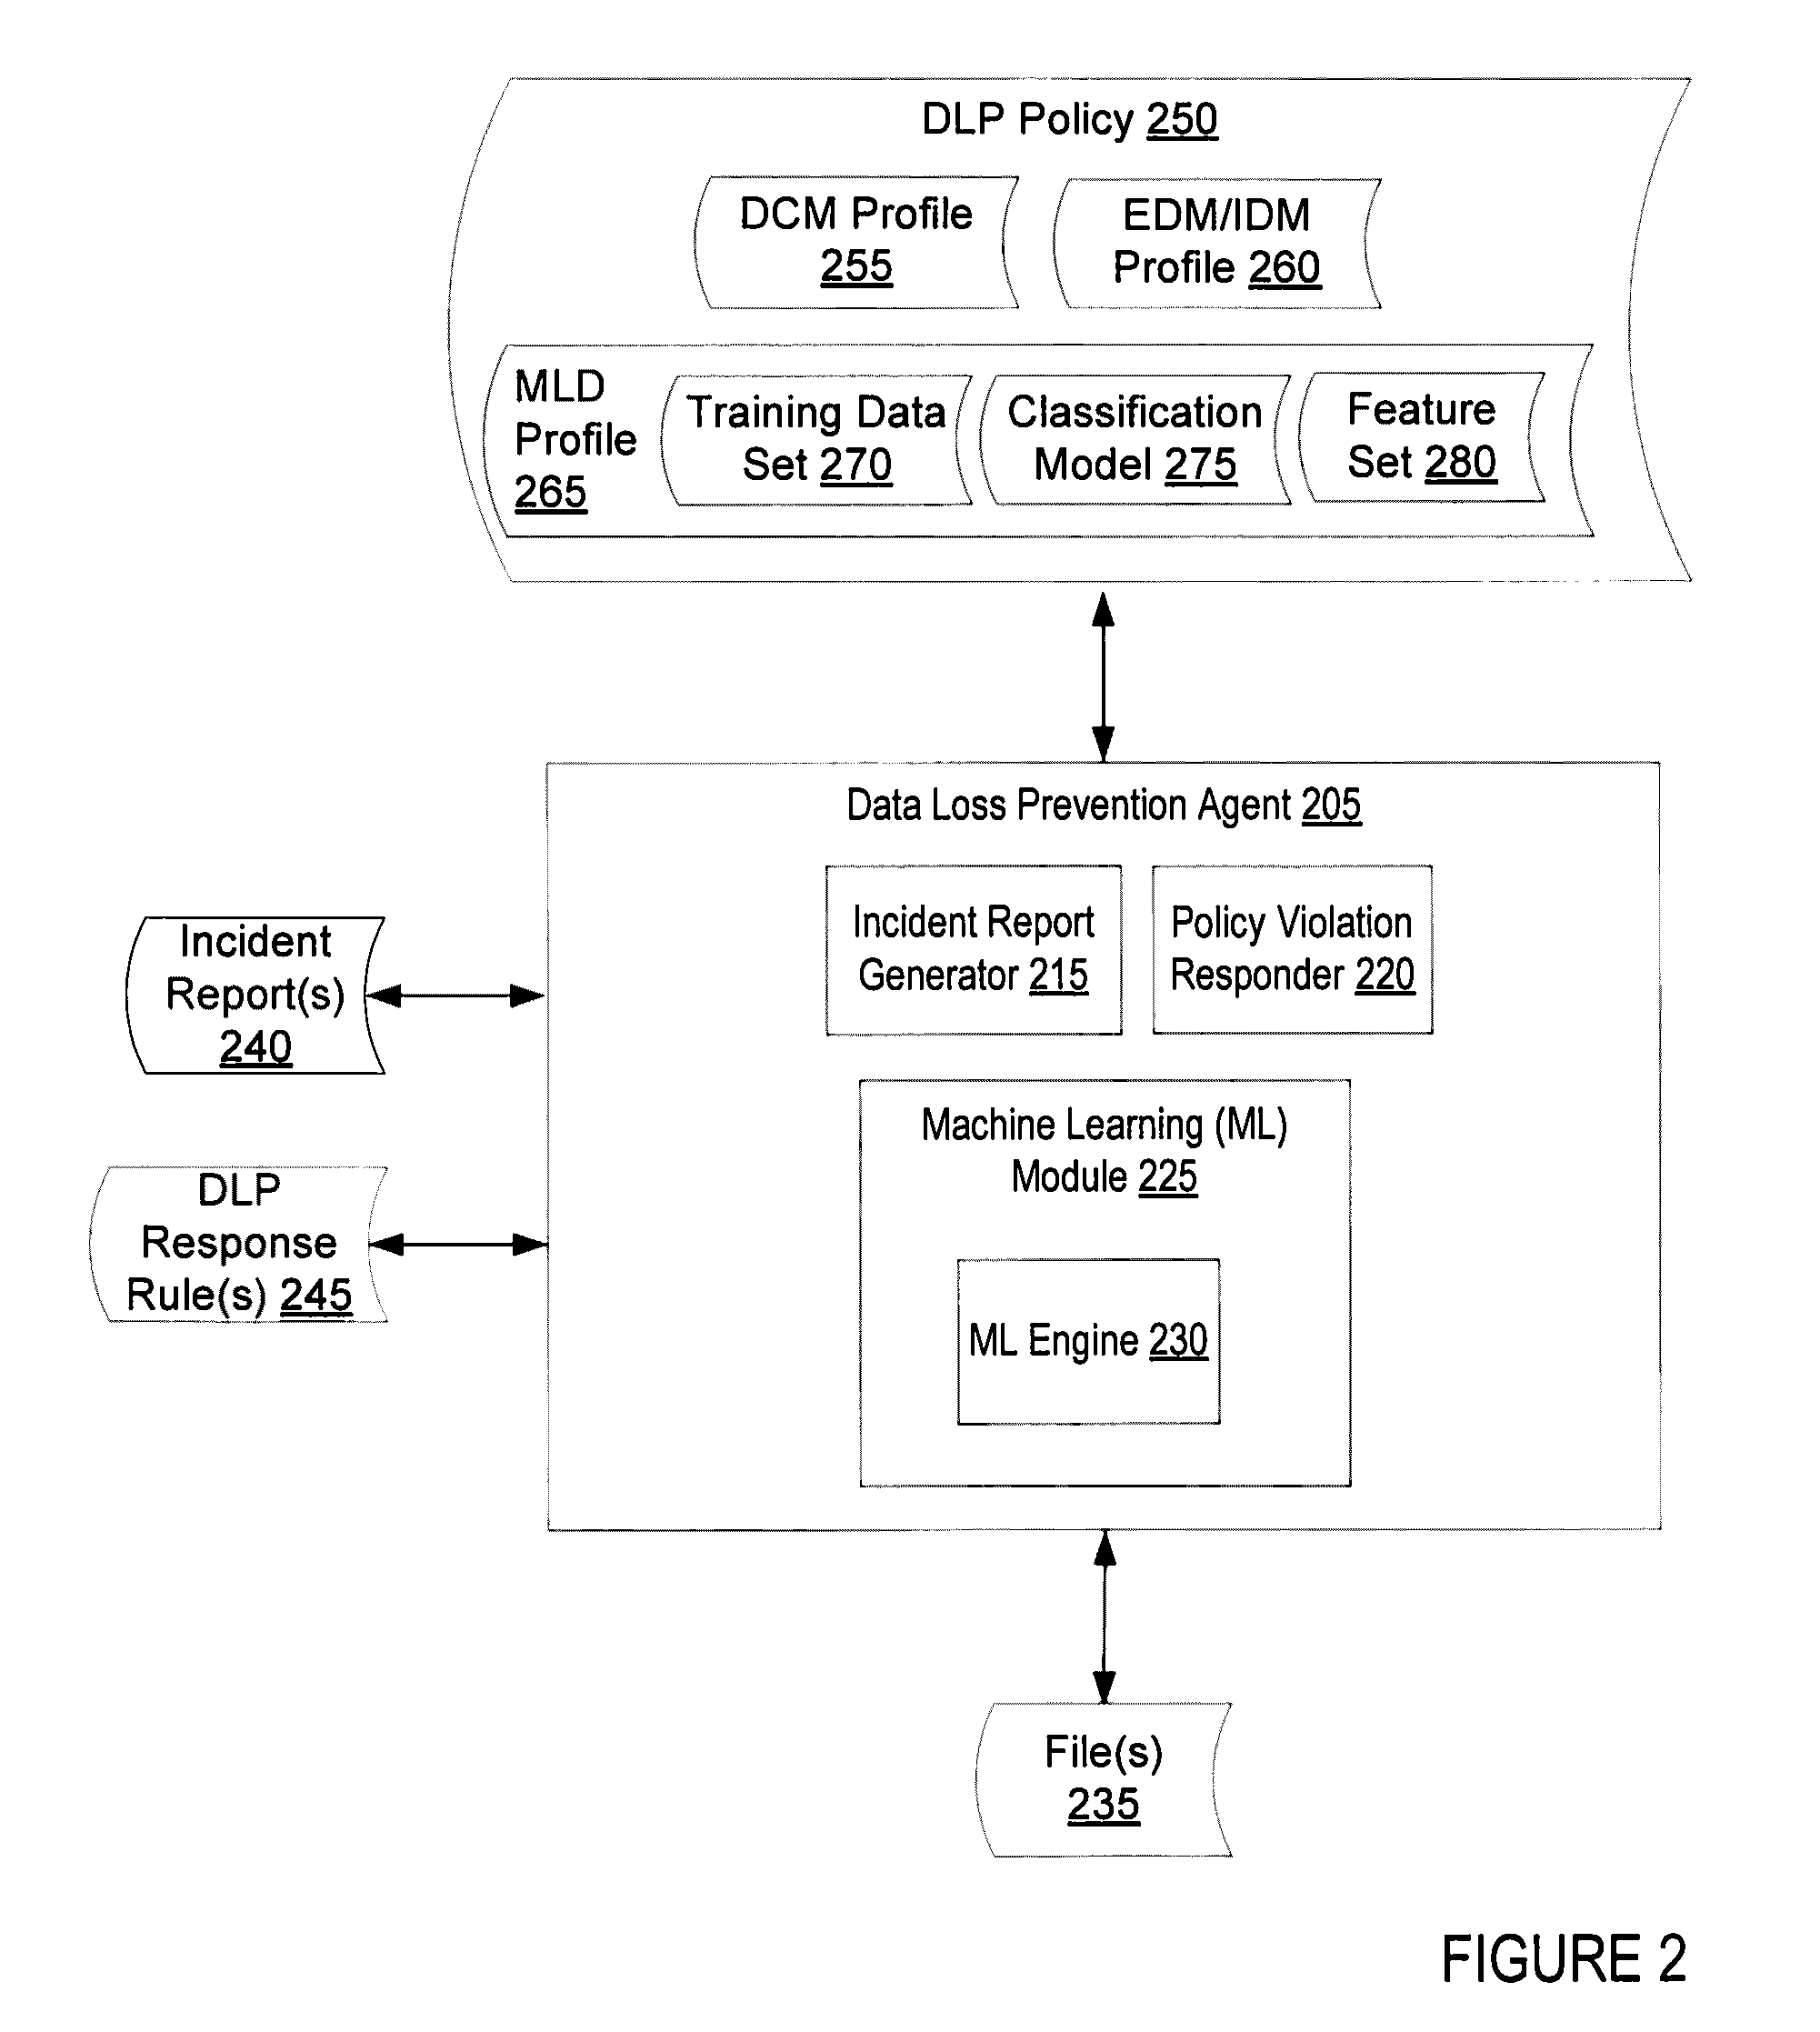 DLP Policy 250
DCM Profile
255
EDM/IDM
Profile 260
MLD
Profile
265
Training Data
Set 270
Classification
Model 275
Feature
Set 280
Data Loss Prevention Agent 205
Incident Report
Generator 215
Policy Violation
Responder 220
Incident
Report(s)
240
Machine Learning (ML)
Module 225
DLP
Response
Rule(s) 245
ML Engine 230
File(s)
235
FIGURE 2